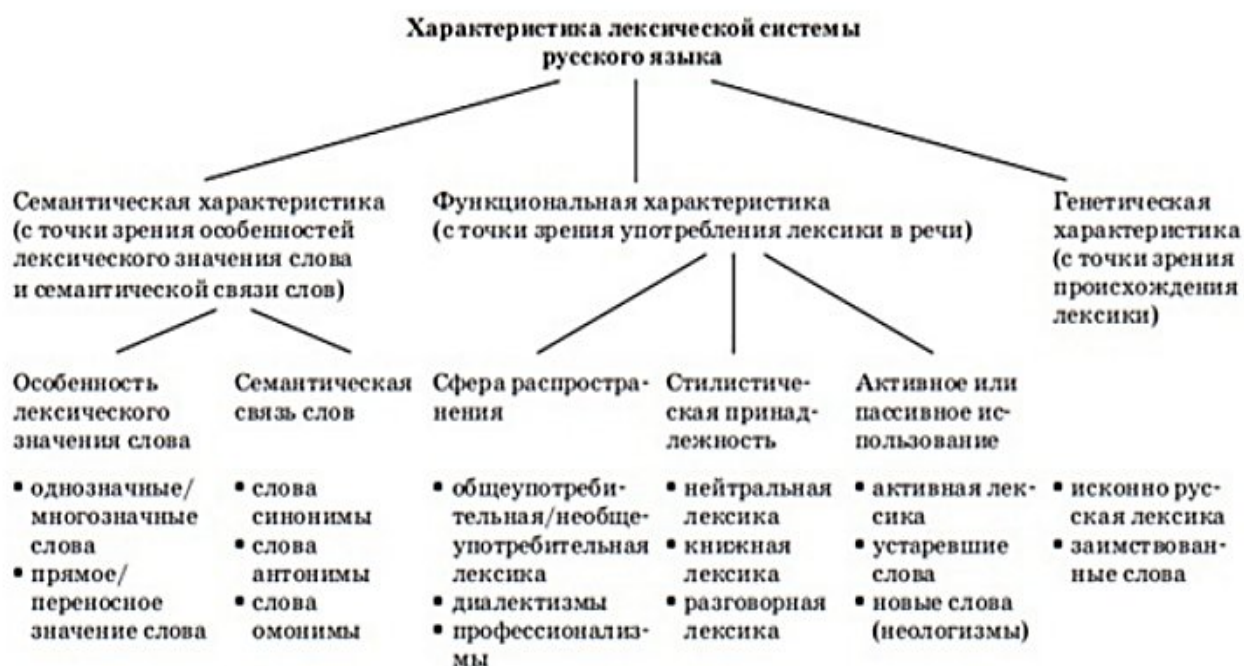 Характеристика лексической системы
русского языка
Семантическая характеристика
(с точки зрения особенностей
лексического значения слова
и семантической связи слов)
Функциональная характеристика
(с точки зрения употребления лексики в речи)
Генетическая
характеристика
(с точки зрения
происхождения
лексики)
Особенность
лексического
значения слова
▪ однозначные/
многозначные
слова
▪ прямое/
переносное
значение слова
Семантическая
связь слов
▪ слова
синонимы
▪ слова
антонимы
▪ слова
омонимы
Сфера распростра-
нения
▪ общеупотреби-
тельная/необще-
употребительная
лексика
▪ диалектизмы
▪ профессионализ-
мы
Стилистиче-
ская принад-
лежность
▪ нейтральная
лексика
▪ книжная
лексика
▪ разговорная
лексика
Активное или
пассивное ис-
пользование
▪ активная лек-
сика
▪ устаревшие
слова
▪ новые слова
(неологизмы)
▪ исконно рус-
ская лексика
▪ заимствован-
ные слова